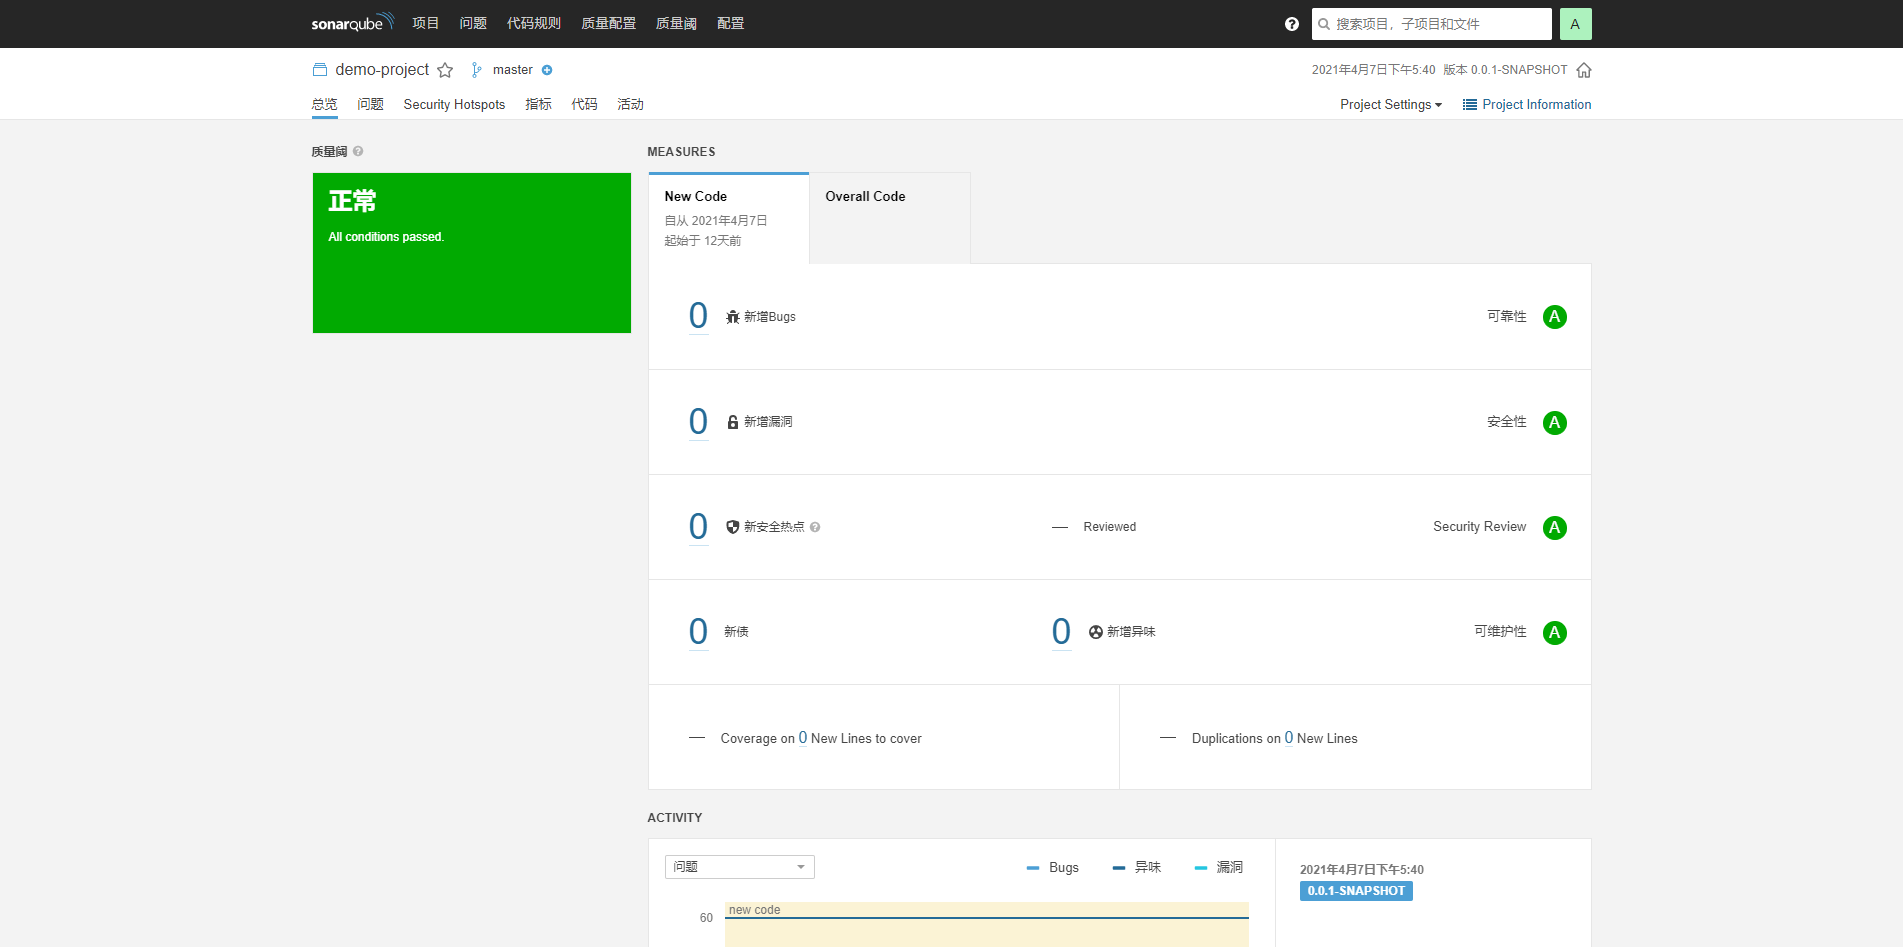 sonarqube 项目 问题 代码规则 质量配置 质量阈 配置 搜索项目，子项目和文件 A
demo-project master 2021年4月7日下午5:40 版本 0.0.1-SNAPSHOT
总览 问题 Security Hotspots 指标 代码 活动 Project Settings Project Information
质量阈
正常
All conditions passed.
MEASURES
New Code
自从 2021年4月7日
起始于 12天前
Overall Code
0 新增Bugs 可靠性 A
0 新增漏洞 安全性 A
0 新安全热点 — Reviewed Security Review A
0 新债 0 新增异味 可维护性 A
— Coverage on 0 New Lines to cover — Duplications on 0 New Lines
ACTIVITY
问题 Bugs 异味 漏洞
new code
60
2021年4月7日下午5:40
0.0.1-SNAPSHOT